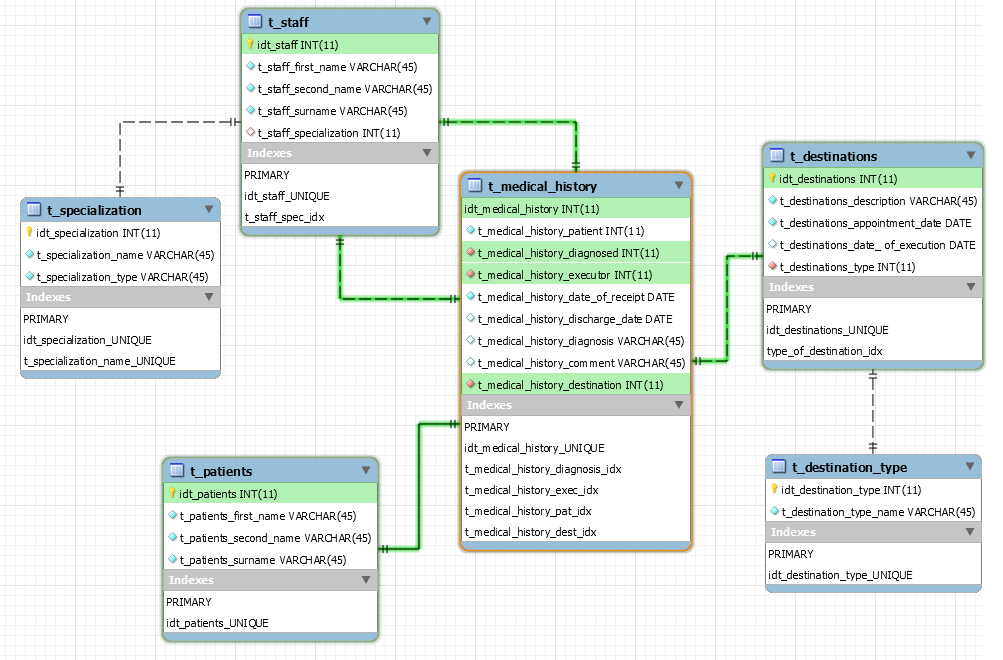 t_staff
idt_staff INT(11)
t_staff_first_name VARCHAR(45)
t_staff_second_name VARCHAR(45)
t_staff_surname VARCHAR(45)
t_staff_specialization INT(11)
Indexes
PRIMARY
idt_staff_UNIQUE
t_staff_spec_idx
t_specialization
idt_specialization INT(11)
t_specialization_name VARCHAR(45)
t_specialization_type VARCHAR(45)
Indexes
PRIMARY
idt_specialization_UNIQUE
t_specialization_name_UNIQUE
t_medical_history
idt_medical_history INT(11)
t_medical_history_patient INT(11)
t_medical_history_diagnosed INT(11)
t_medical_history_executor INT(11)
t_medical_history_date_of_receipt DATE
t_medical_history_discharge_date DATE
t_medical_history_diagnosis VARCHAR(45)
t_medical_history_comment VARCHAR(45)
t_medical_history_destination INT(11)
Indexes
PRIMARY
idt_medical_history_UNIQUE
t_medical_history_diagnosis_idx
t_medical_history_exec_idx
t_medical_history_pat_idx
t_medical_history_dest_idx
t_destinations
idt_destinations INT(11)
t_destinations_description VARCHAR(45)
t_destinations_appointment_date DATE
t_destinations_date_ of_execution DATE
t_destinations_type INT(11)
Indexes
PRIMARY
idt_destinations_UNIQUE
type_of_destination_idx
t_patients
idt_patients INT(11)
t_patients_first_name VARCHAR(45)
t_patients_second_name VARCHAR(45)
t_patients_surname VARCHAR(45)
Indexes
PRIMARY
idt_patients_UNIQUE
t_destination_type
idt_destination_type INT(11)
t_destination_type_name VARCHAR(45)
Indexes
PRIMARY
idt_destination_type_UNIQUE